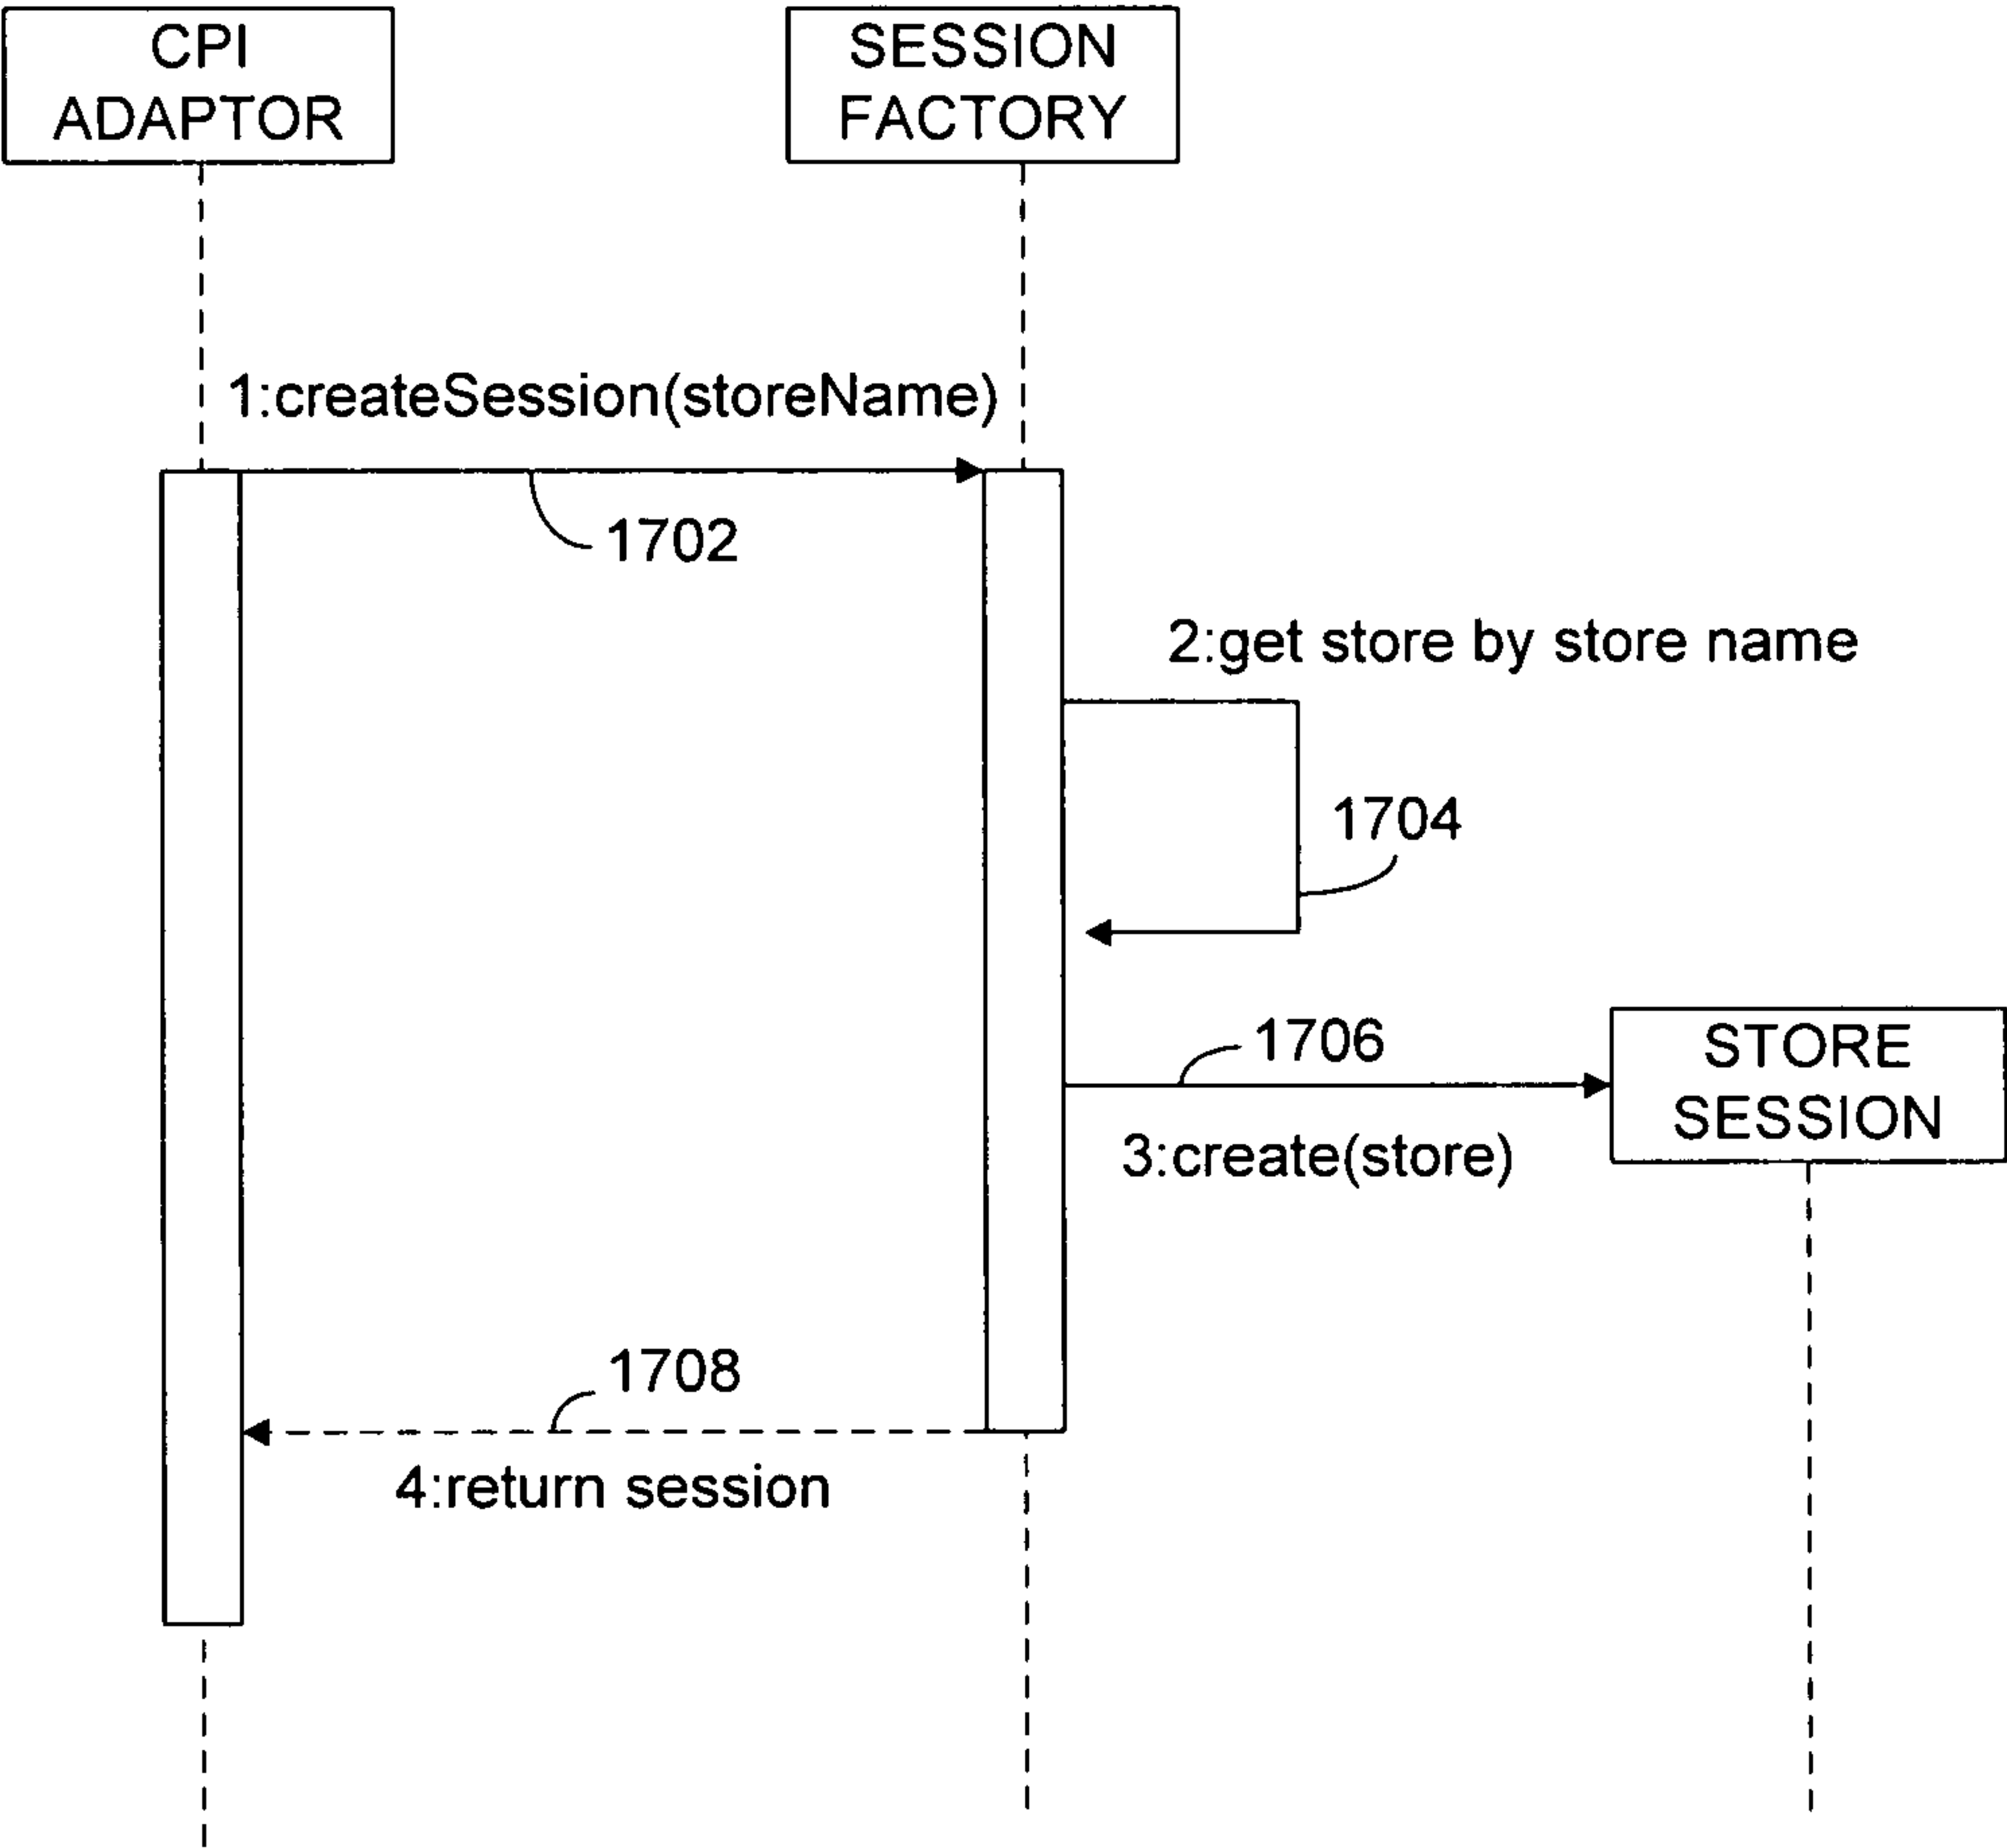 CPI
ADAPTOR
SESSION
FACTORY
1:createSession(storeName)
1702
2:get store by store name
1704
1706
STORE
SESSION
3:create(store)
1708
4:return session